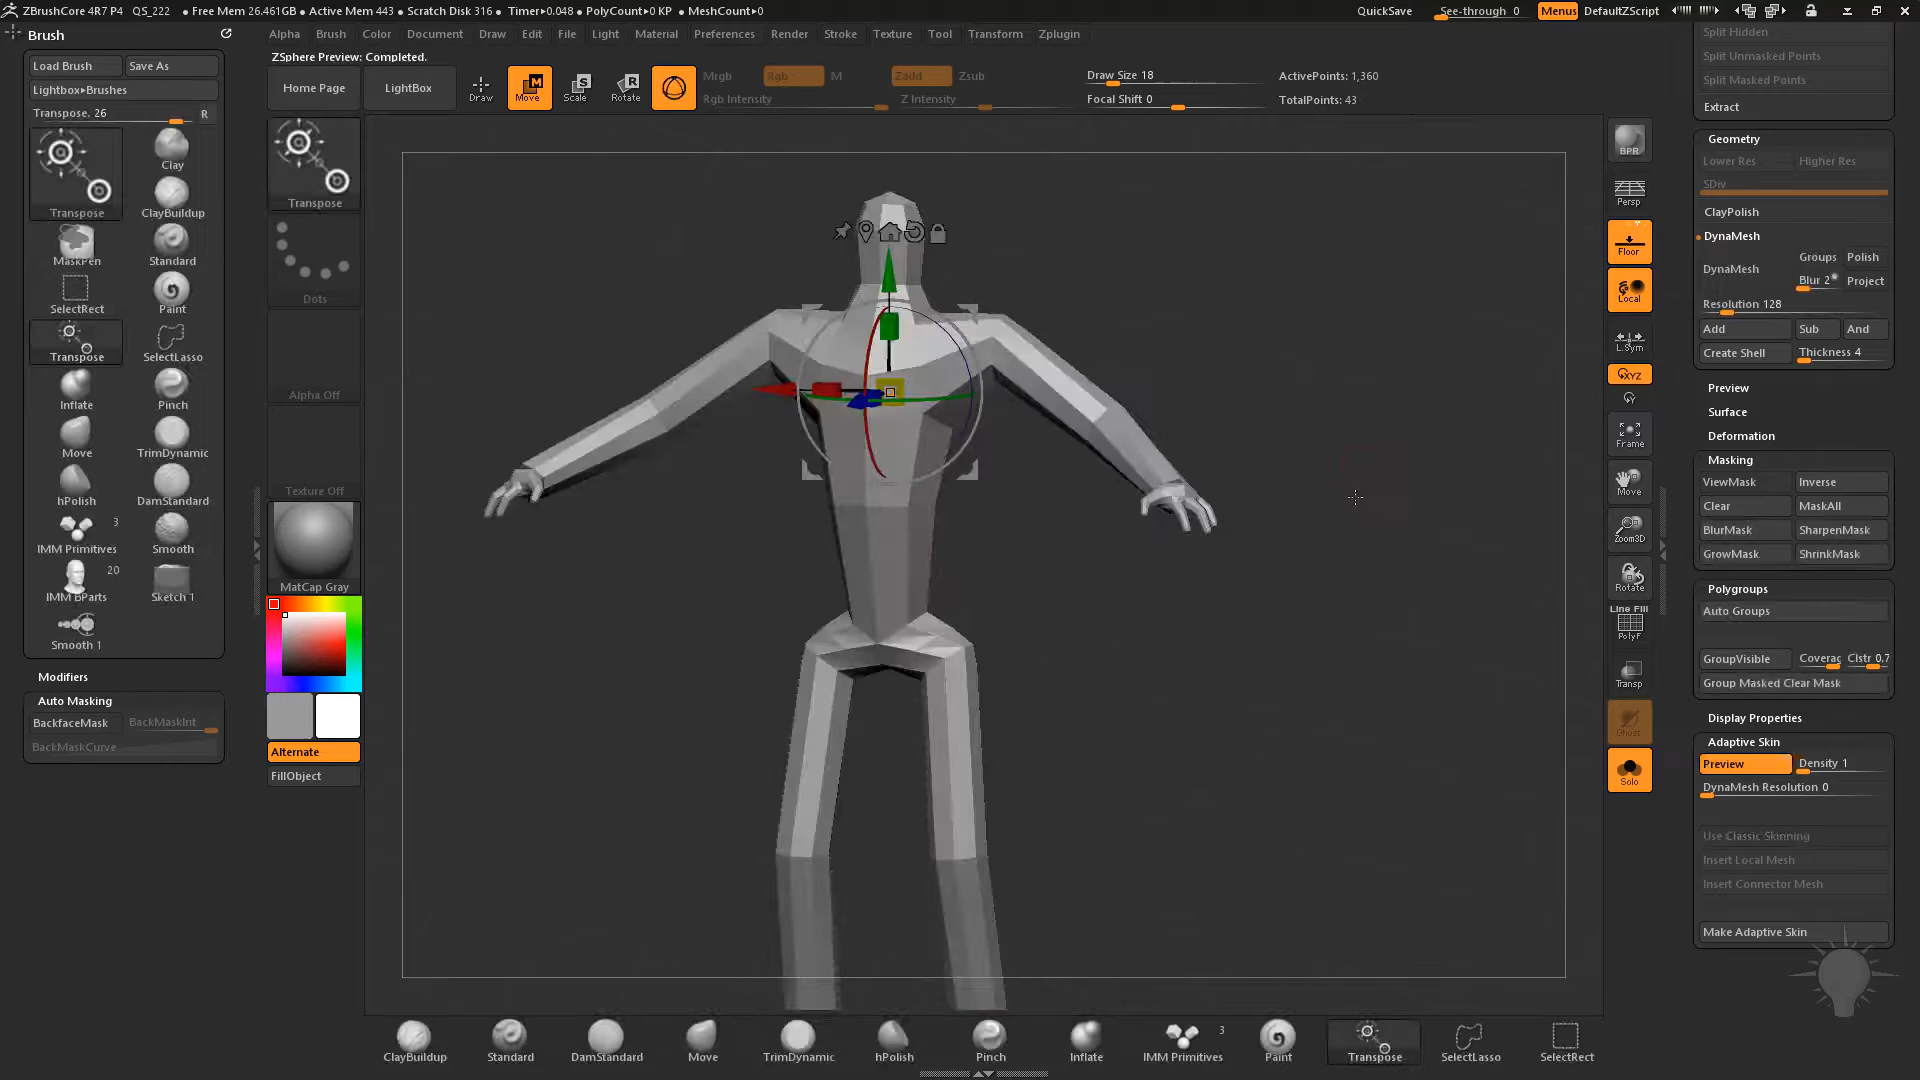 ZBrushCore 4R7 P4 QS_222 • Free Mem 26.461GB • Active Mem 443 • Scratch Disk 316 • Timer▸0.048 • PolyCount▸0 KP • MeshCount▸0 QuickSave See-through 0 Menus DefaultZScript
Brush
Alpha Brush Color Document Draw Edit File Light Material Preferences Render Stroke Texture Tool Transform Zplugin
ZSphere Preview: Completed.
Load Brush Save As
Lightbox▸Brushes
Transpose. 26 R
Transpose
Clay
ClayBuildup
MaskPen
Standard
SelectRect
Paint
Transpose
SelectLasso
Inflate
Pinch
Move
TrimDynamic
hPolish
DamStandard
3
IMM Primitives
Smooth
20
IMM BParts
Sketch 1
Smooth 1
Modifiers
Auto Masking
BackfaceMask BackMaskInt
BackMaskCurve
Home Page LightBox Draw Move Scale Rotate
M S R
Mrgb Rgb M Zadd Zsub
Rgb Intensity Z Intensity
Draw Size 18 ActivePoints: 1,360
Focal Shift 0 TotalPoints: 43
Transpose
Dots
Alpha Off
Texture Off
MatCap Gray
Alternate
FillObject
BPR
Persp
Floor
Local
L.Sym
XYZ
Y
Frame
Move
Zoom3D
Rotate
Line Fill
PolyF
Transp
Ghost
Solo
Split Hidden
Split Unmasked Points
Split Masked Points
Extract
Geometry
Lower Res Higher Res
SDiv
ClayPolish
DynaMesh
Groups Polish
DynaMesh
Blur 2 Project
Resolution 128
Add Sub And
Create Shell Thickness 4
Preview
Surface
Deformation
Masking
ViewMask Inverse
Clear MaskAll
BlurMask SharpenMask
GrowMask ShrinkMask
Polygroups
Auto Groups
GroupVisible Coverag Clstr 0.7
Group Masked Clear Mask
Display Properties
Adaptive Skin
Preview Density 1
DynaMesh Resolution 0
Use Classic Skinning
Insert Local Mesh
Insert Connector Mesh
Make Adaptive Skin
ClayBuildup Standard DamStandard Move TrimDynamic hPolish Pinch Inflate IMM Primitives 3 Paint Transpose SelectLasso SelectRect